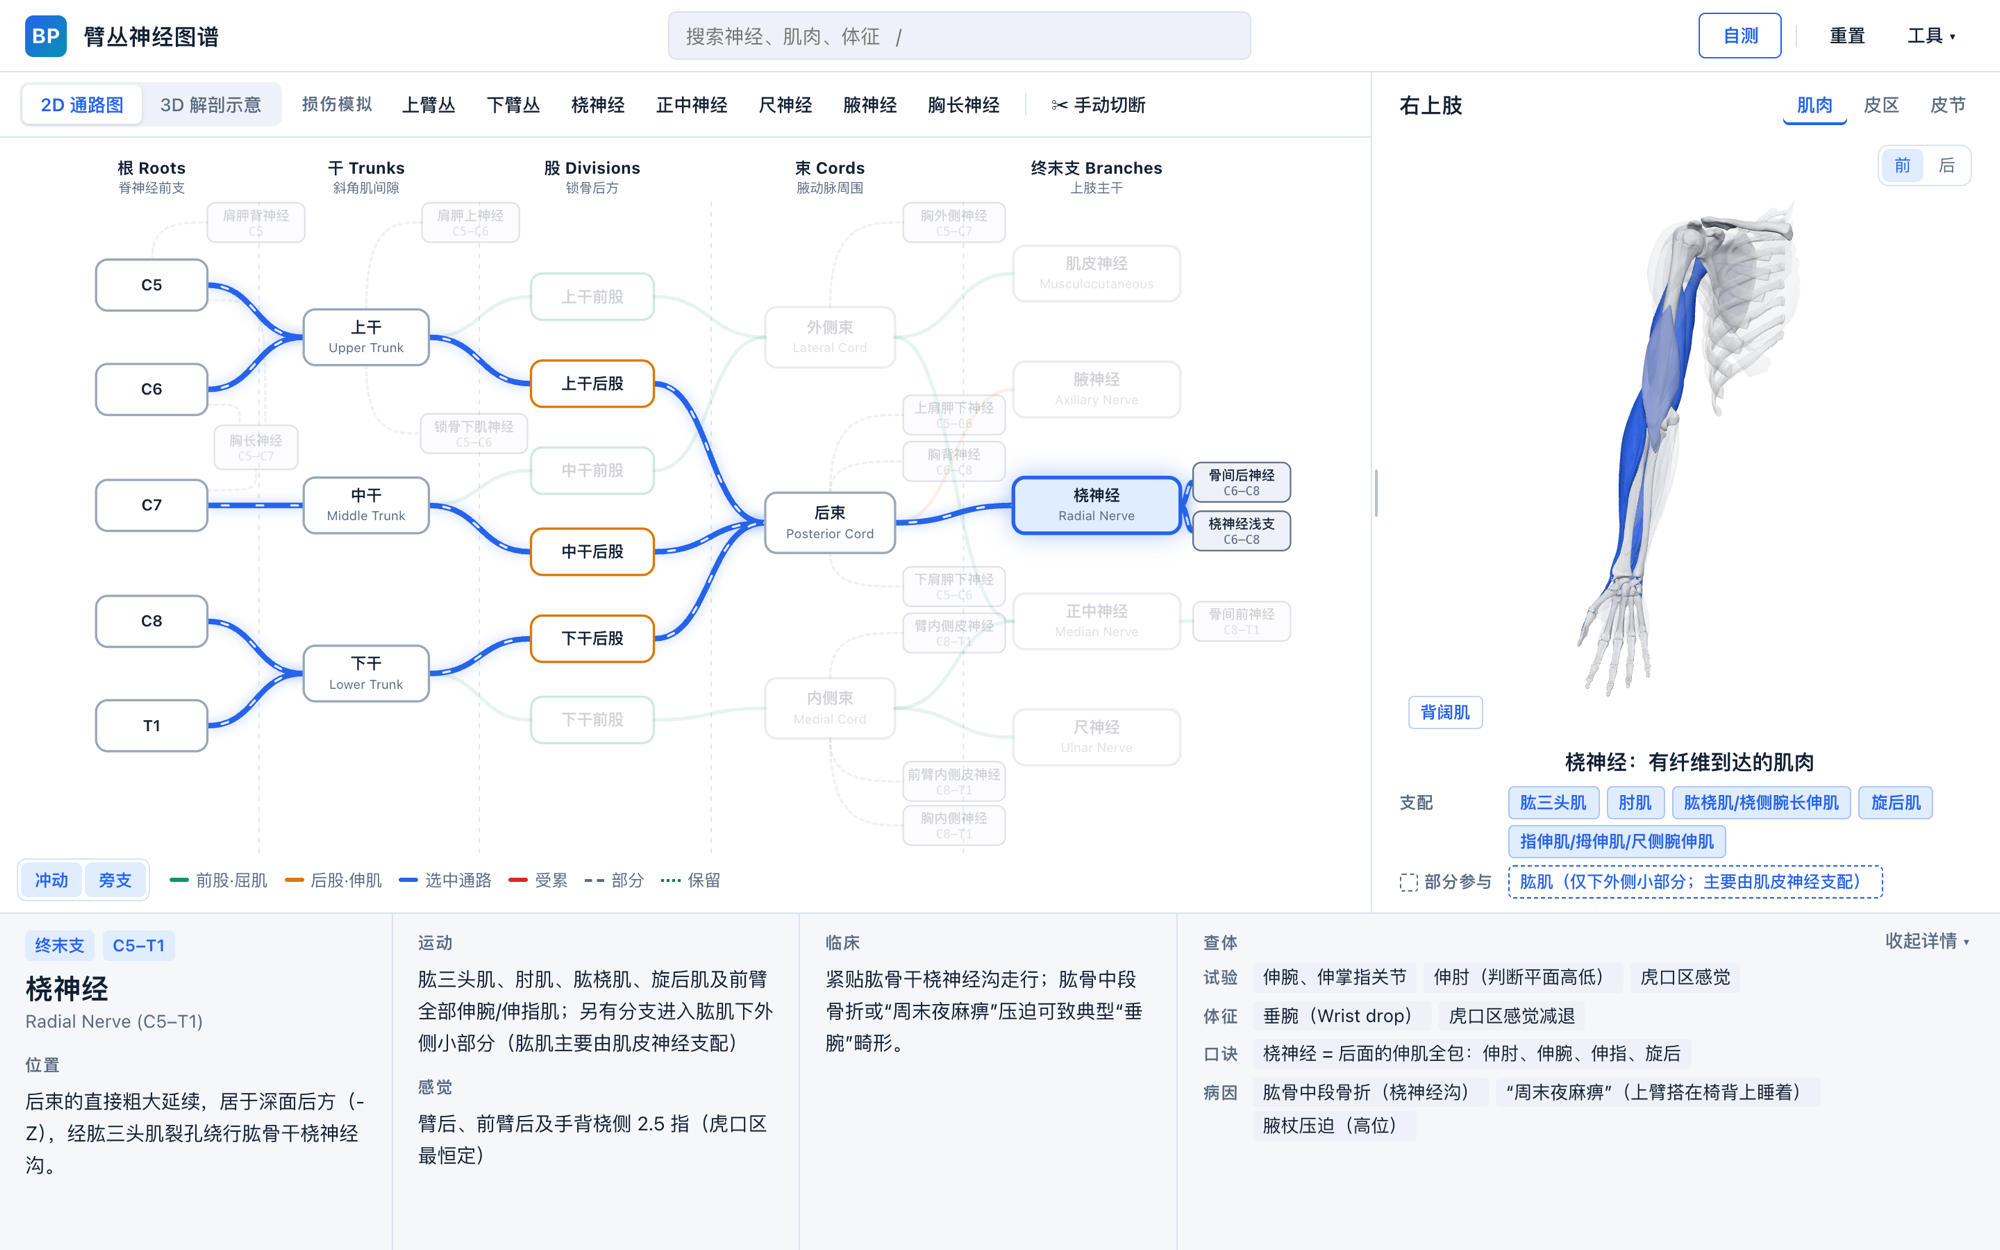 BP 臂丛神经图谱
搜索神经、肌肉、体征 /
自测
重置
工具 ▾
2D 通路图
3D 解剖示意
损伤模拟
上臂丛
下臂丛
桡神经
正中神经
尺神经
腋神经
胸长神经
✂ 手动切断
根 Roots
脊神经前支
干 Trunks
斜角肌间隙
股 Divisions
锁骨后方
束 Cords
腋动脉周围
终末支 Branches
上肢主干
肩胛背神经
C5
肩胛上神经
C5–C6
胸外侧神经
C5–C7
C5
C6
C7
C8
T1
胸长神经
C5–C7
上干
Upper Trunk
锁骨下肌神经
C5–C6
中干
Middle Trunk
下干
Lower Trunk
上干前股
上干后股
中干前股
中干后股
下干后股
下干前股
外侧束
Lateral Cord
后束
Posterior Cord
内侧束
Medial Cord
上肩胛下神经
C5–C6
胸背神经
C6–C8
下肩胛下神经
C5–C6
臂内侧皮神经
C8–T1
前臂内侧皮神经
C8–T1
胸内侧神经
C8–T1
肌皮神经
Musculocutaneous
腋神经
Axillary Nerve
桡神经
Radial Nerve
正中神经
Median Nerve
尺神经
Ulnar Nerve
骨间后神经
C6–C8
桡神经浅支
C6–C8
骨间前神经
C8–T1
冲动
旁支
前股·屈肌
后股·伸肌
选中通路
受累
部分
保留
右上肢
肌肉
皮区
皮节
前
后
背阔肌
桡神经：有纤维到达的肌肉
支配
肱三头肌
肘肌
肱桡肌/桡侧腕长伸肌
旋后肌
指伸肌/拇伸肌/尺侧腕伸肌
部分参与
肱肌（仅下外侧小部分；主要由肌皮神经支配）
终末支
C5–T1
桡神经
Radial Nerve (C5–T1)
位置
后束的直接粗大延续，居于深面后方（-
Z），经肱三头肌裂孔绕行肱骨干桡神经
沟。
运动
肱三头肌、肘肌、肱桡肌、旋后肌及前臂
全部伸腕/伸指肌；另有分支进入肱肌下外
侧小部分（肱肌主要由肌皮神经支配）
感觉
臂后、前臂后及手背桡侧 2.5 指（虎口区
最恒定）
临床
紧贴肱骨干桡神经沟走行；肱骨中段
骨折或“周末夜麻痹”压迫可致典型“垂
腕”畸形。
查体
收起详情 ▾
试验
伸腕、伸掌指关节
伸肘（判断平面高低）
虎口区感觉
体征
垂腕（Wrist drop）
虎口区感觉减退
口诀
桡神经 = 后面的伸肌全包：伸肘、伸腕、伸指、旋后
病因
肱骨中段骨折（桡神经沟）
“周末夜麻痹”（上臂搭在椅背上睡着）
腋杖压迫（高位）